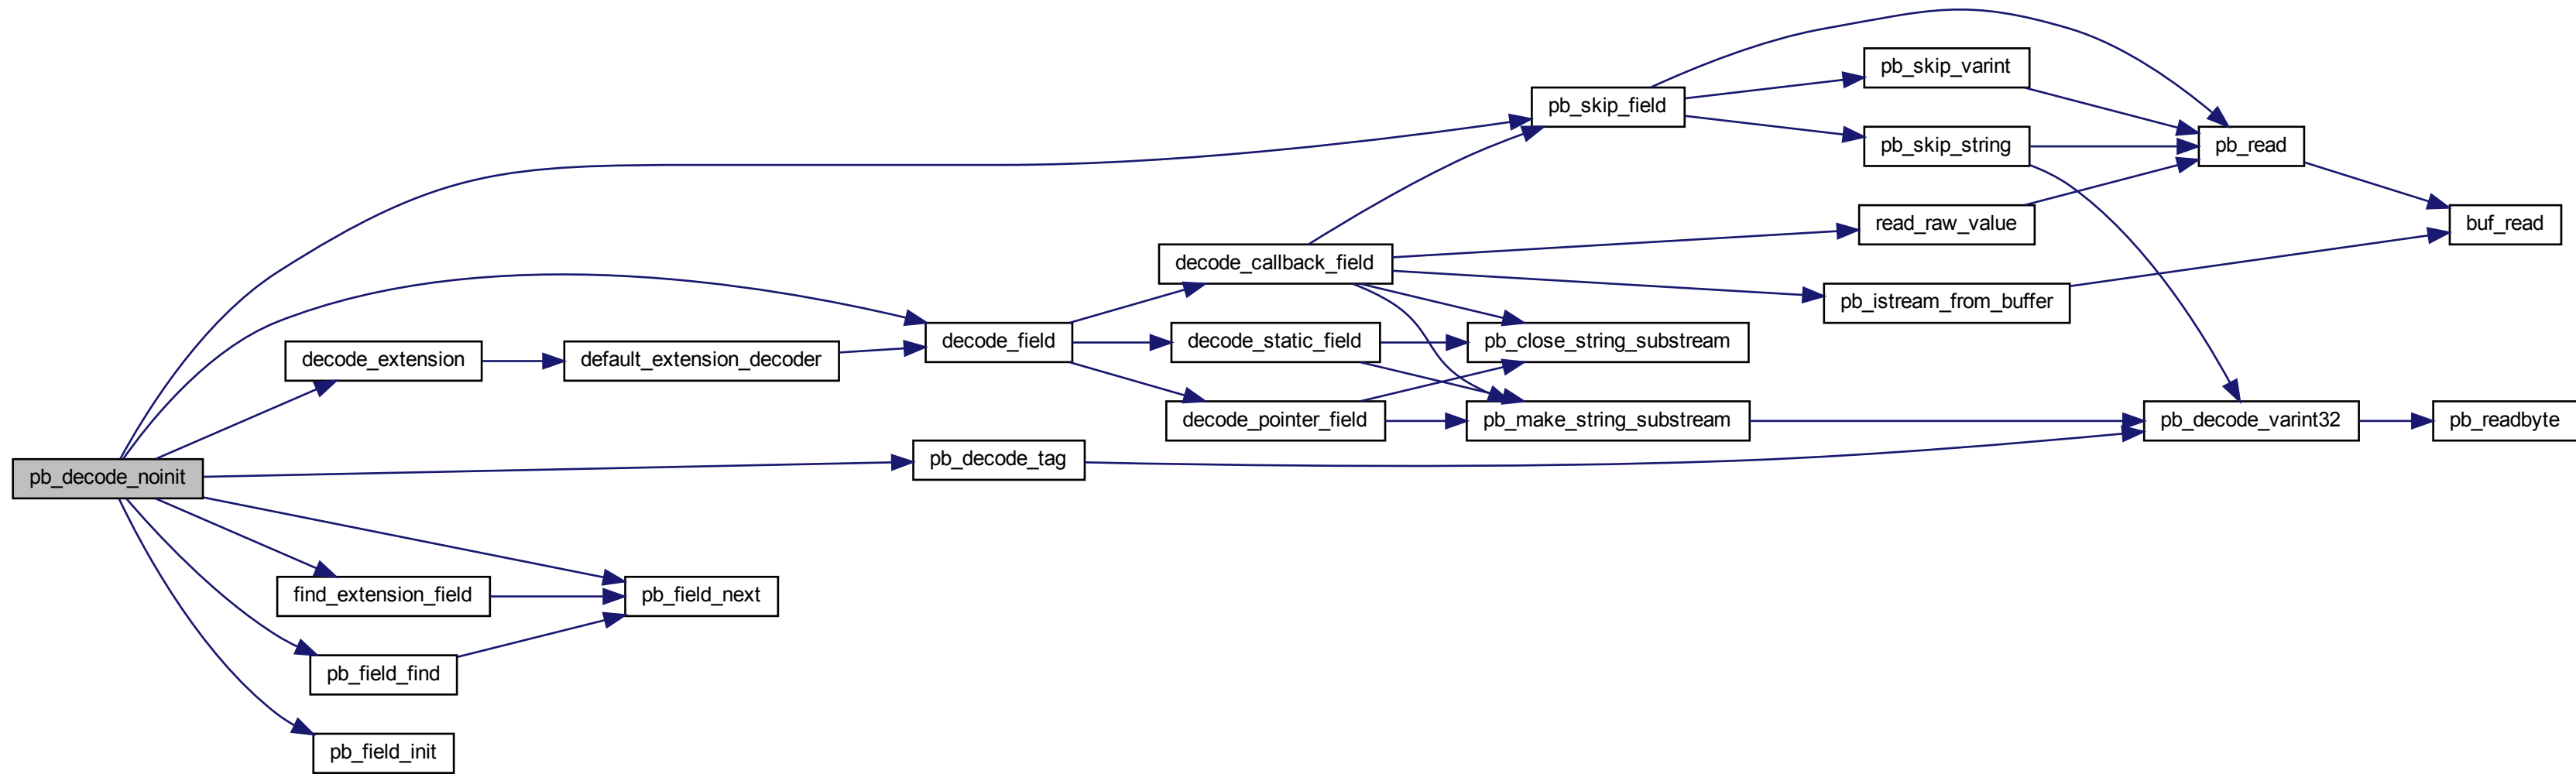 pb_skip_varint
pb_skip_field
pb_skip_string
pb_read
read_raw_value
buf_read
decode_callback_field
pb_istream_from_buffer
decode_field
decode_static_field
pb_close_string_substream
decode_extension
default_extension_decoder
decode_pointer_field
pb_make_string_substream
pb_decode_varint32
pb_readbyte
pb_decode_tag
pb_decode_noinit
find_extension_field
pb_field_next
pb_field_find
pb_field_init